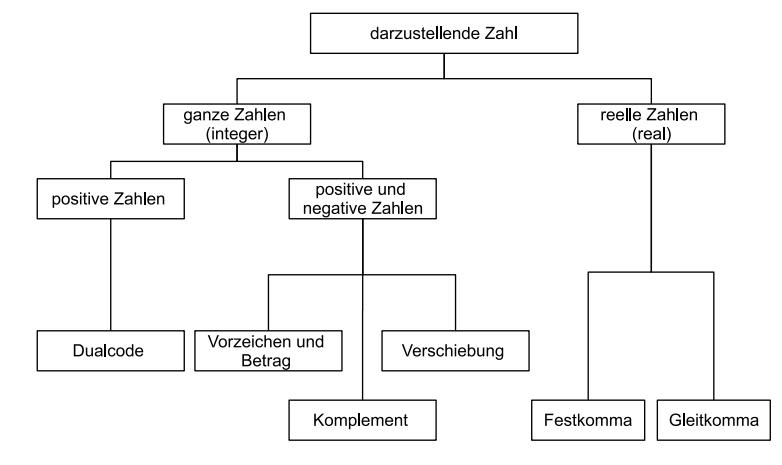 darzustellende Zahl
ganze Zahlen
(integer)
reelle Zahlen
(real)
positive Zahlen
positive und
negative Zahlen
Dualcode
Vorzeichen und
Betrag
Verschiebung
Komplement
Festkomma
Gleitkomma